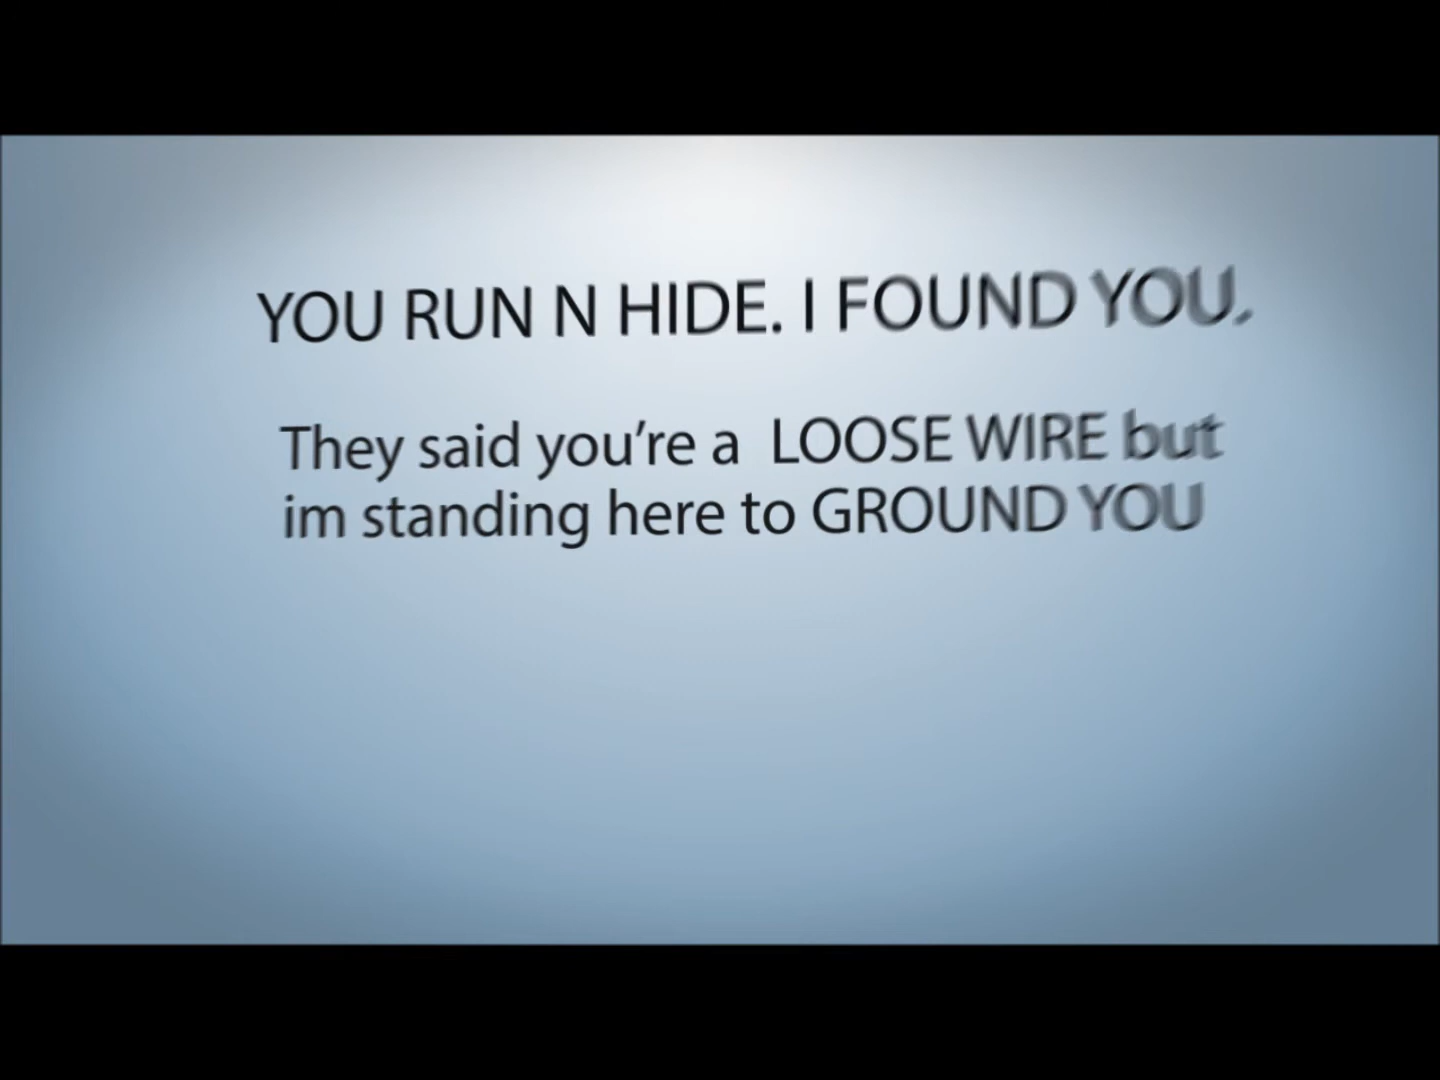 YOU RUN N HIDE. I FOUND YOU.
They said you’re a LOOSE WIRE but
im standing here to GROUND YOU